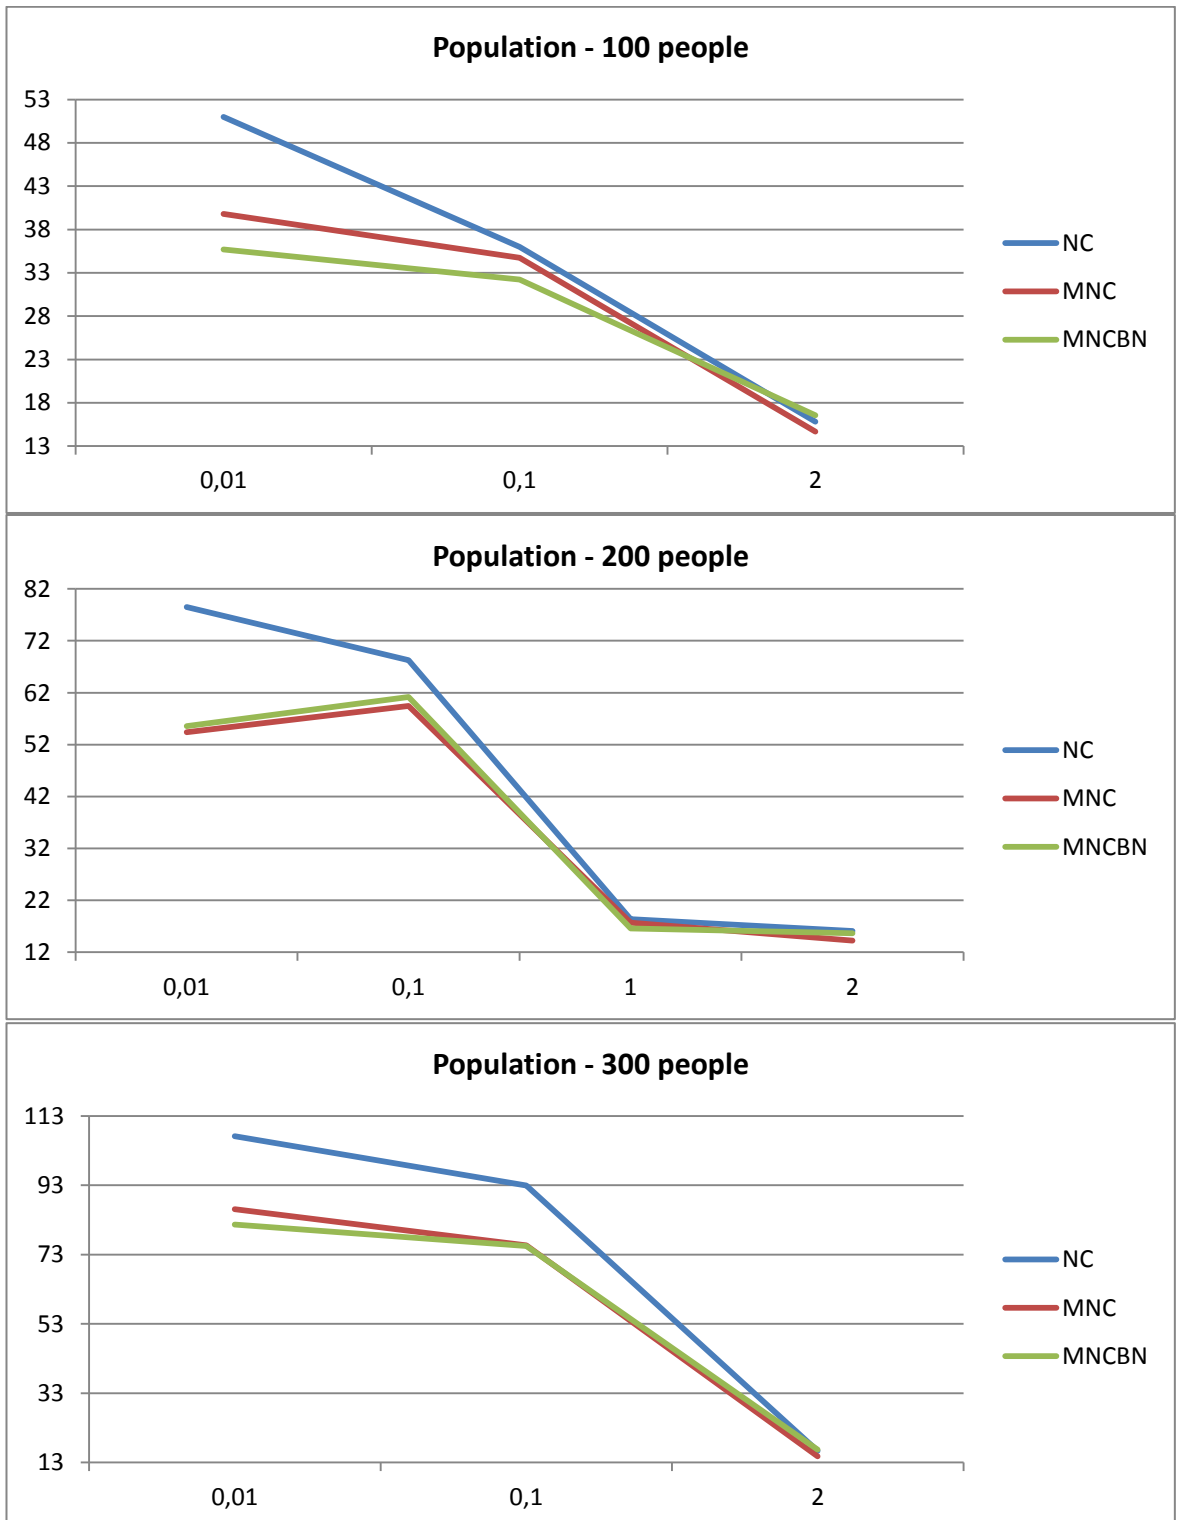 Population - 100 people
53
48
43
38
33
28
23
18
13
0,01 0,1 2
NC
MNC
MNCBN
Population - 200 people
82
72
62
52
42
32
22
12
0,01 0,1 1 2
NC
MNC
MNCBN
Population - 300 people
113
93
73
53
33
13
0,01 0,1 2
NC
MNC
MNCBN